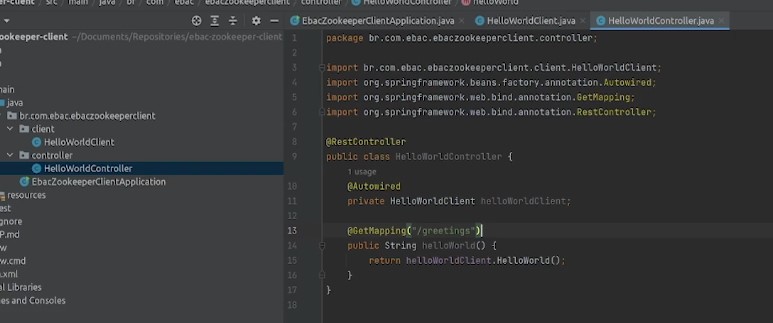 src main java br com ebac ebaczookeeperclient controller HelloWorldController helloWorld
EbacZookeeperClientApplication.java
HelloWorldClient.java
HelloWorldController.java
zookeeper-client ~/Documents/Repositories/ebac-zookeeper-client
main
java
br.com.ebac.ebaczookeeperclient
client
HelloWorldClient
controller
HelloWorldController
EbacZookeeperClientApplication
resources
est
gnore
P.md
w
w.cmd
.xml
al Libraries
es and Consoles
1 package br.com.ebac.ebaczookeeperclient.controller;
2
3 import br.com.ebac.ebaczookeeperclient.client.HelloWorldClient;
4 import org.springframework.beans.factory.annotation.Autowired;
5 import org.springframework.web.bind.annotation.GetMapping;
6 import org.springframework.web.bind.annotation.RestController;
7
8 @RestController
9 public class HelloWorldController {
1 usage
10 @Autowired
11 private HelloWorldClient helloWorldClient;
12
13 @GetMapping("/greetings")
14 public String helloWorld() {
15 return helloWorldClient.HelloWorld();
16 }
17 }
18